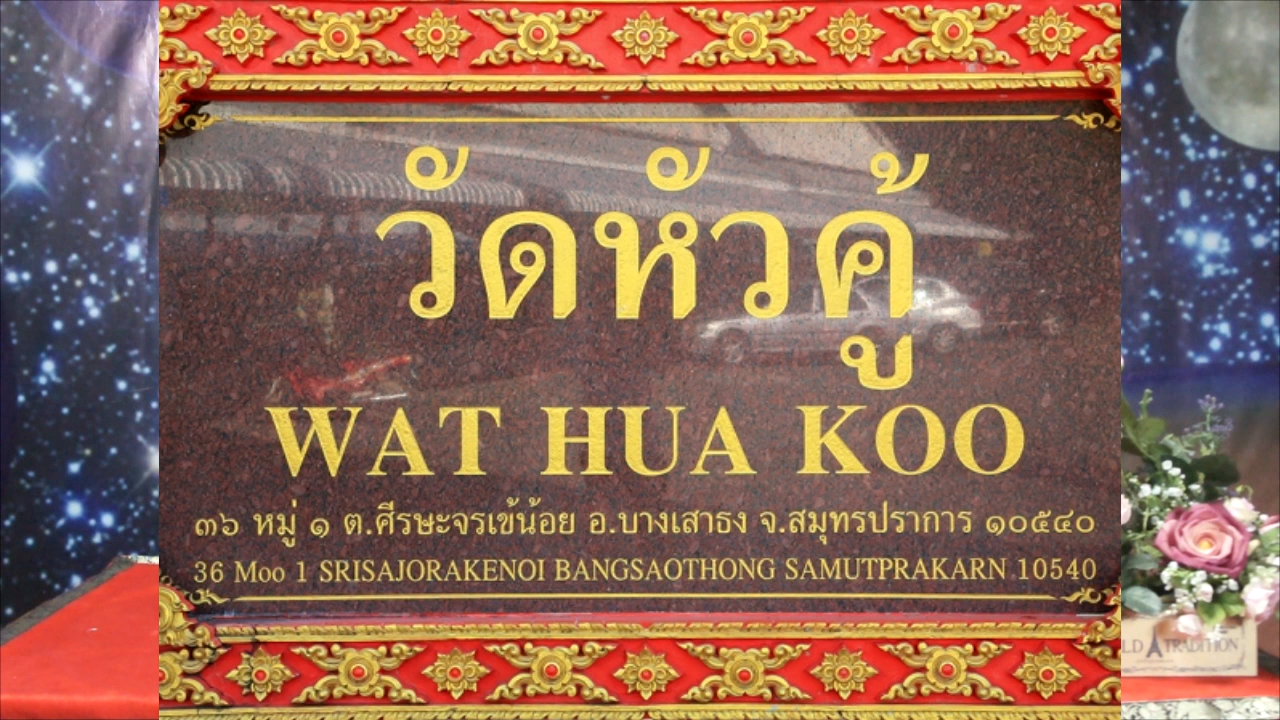 วัดหัวคู้
WAT HUA KOO
๓๖ หมู่ ๑ ต.ศีรษะจรเข้น้อย อ.บางเสาธง จ.สมุทรปราการ ๑๐๕๔๐
36 Moo 1 SRISAJORAKENOI BANGSAOTHONG SAMUTPRAKARN 10540
LD TRADITION